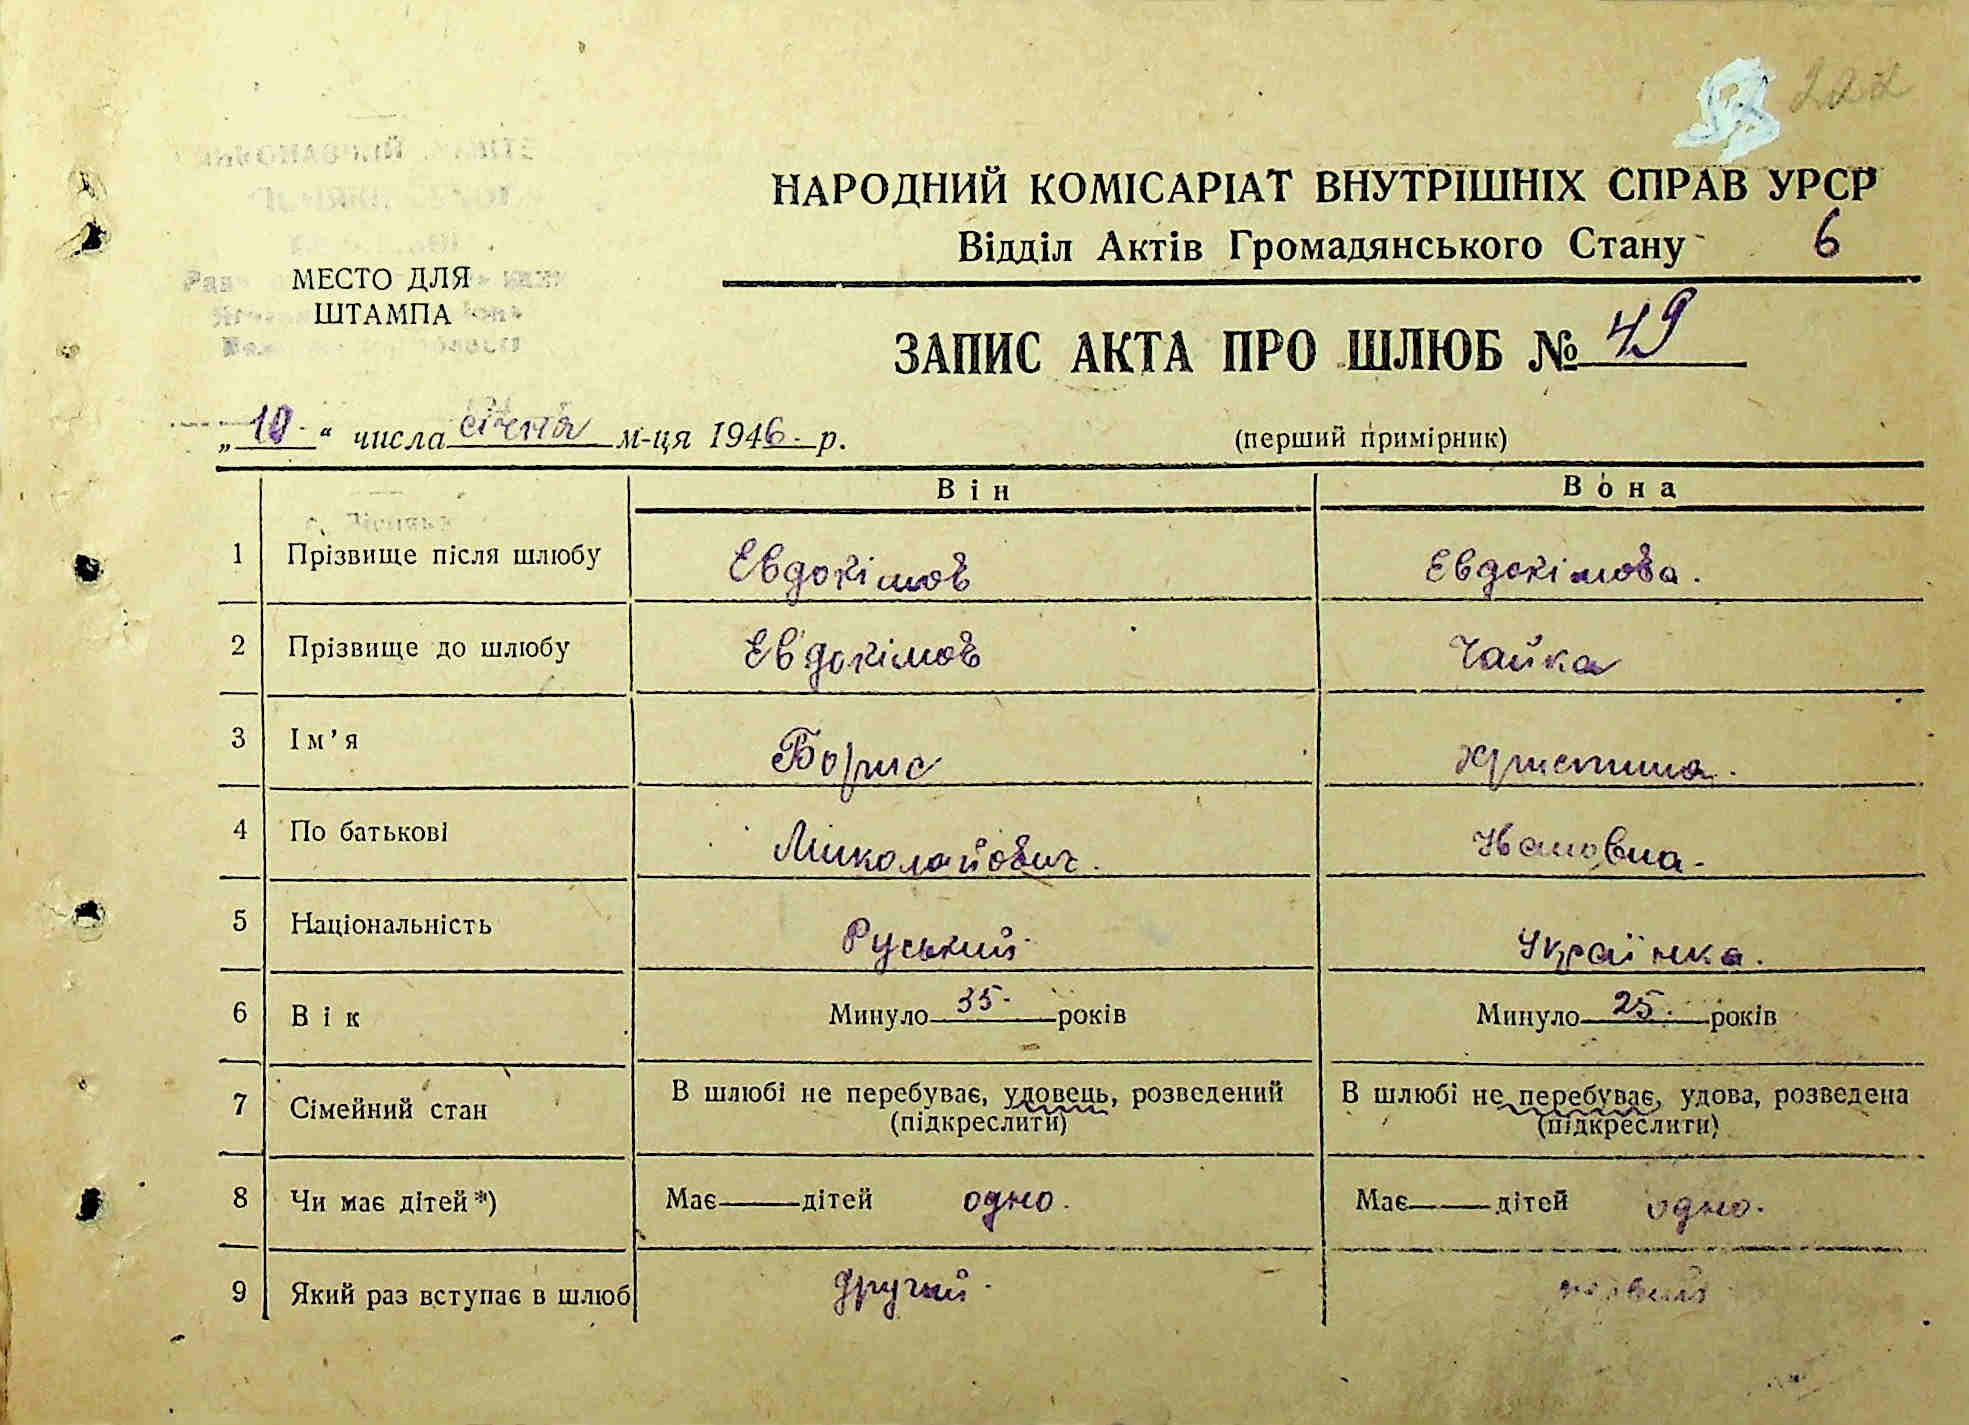 222
НАРОДНИЙ КОМІСАРІАТ ВНУТРІШНІХ СПРАВ УРСР
Відділ Актів Громадянського Стану 6
МЕСТО ДЛЯ
ШТАМПА
ЗАПИС АКТА ПРО ШЛЮБ № 49
„10“ числа січня м-ця 1946 р. (перший примірник)
Він Вона
1 Прізвище після шлюбу Евдокімов Евдокімова.
2 Прізвище до шлюбу Евдокімов Чайка
3 Ім’я Борис Христина.
4 По батькові Миколайович. Ивановна.
5 Національність Руський Українка.
6 Вік Минуло 35 років Минуло 25 років
7 Сімейний стан В шлюбі не перебуває, удовець, розведений В шлюбі не перебуває, удова, розведена
(підкреслити) (підкреслити)
8 Чи має дітей*) Має дітей одно. Має дітей одно.
9 Який раз вступає в шлюб другий первий